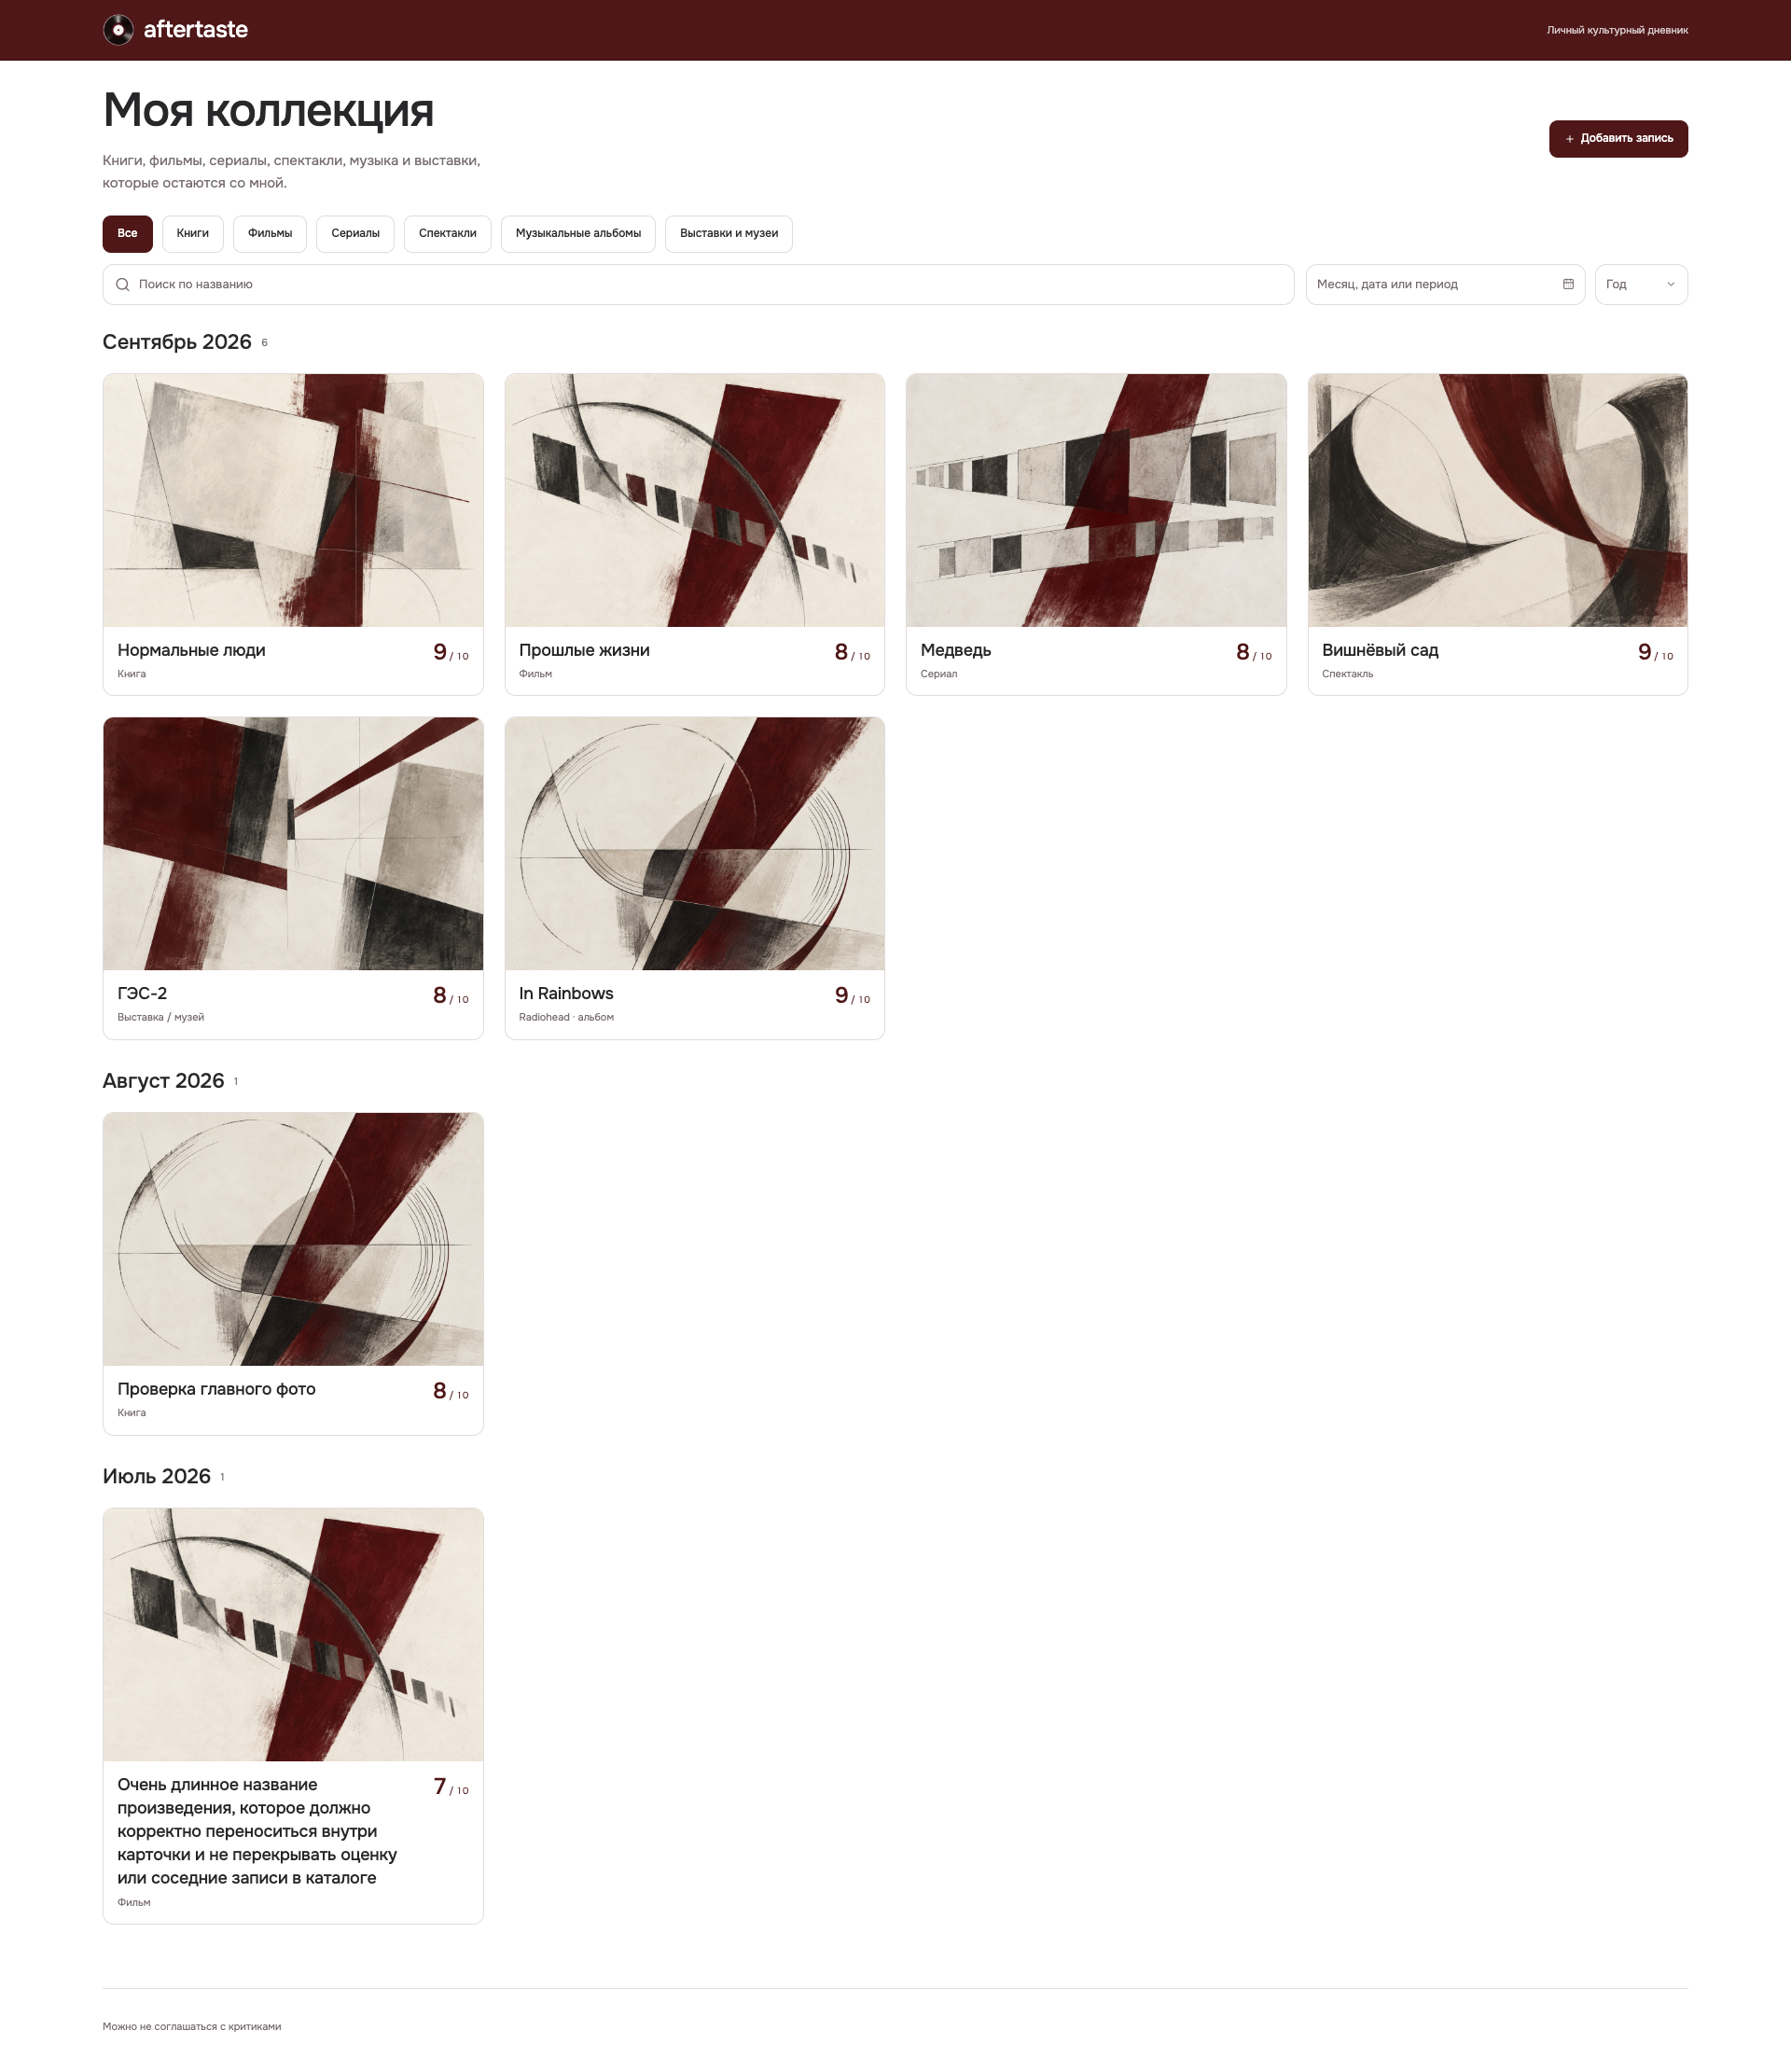 aftertaste
Личный культурный дневник
Моя коллекция
Книги, фильмы, сериалы, спектакли, музыка и выставки,
которые остаются со мной.
+ Добавить запись
Все
Книги
Фильмы
Сериалы
Спектакли
Музыкальные альбомы
Выставки и музеи
Поиск по названию
Месяц, дата или период
Год
Сентябрь 2026 6
Нормальные люди
9 / 10
Книга
Прошлые жизни
8 / 10
Фильм
Медведь
8 / 10
Сериал
Вишнёвый сад
9 / 10
Спектакль
ГЭС-2
8 / 10
Выставка / музей
In Rainbows
9 / 10
Radiohead · альбом
Август 2026 1
Проверка главного фото
8 / 10
Книга
Июль 2026 1
Очень длинное название
7 / 10
произведения, которое должно
корректно переноситься внутри
карточки и не перекрывать оценку
или соседние записи в каталоге
Фильм
Можно не соглашаться с критиками